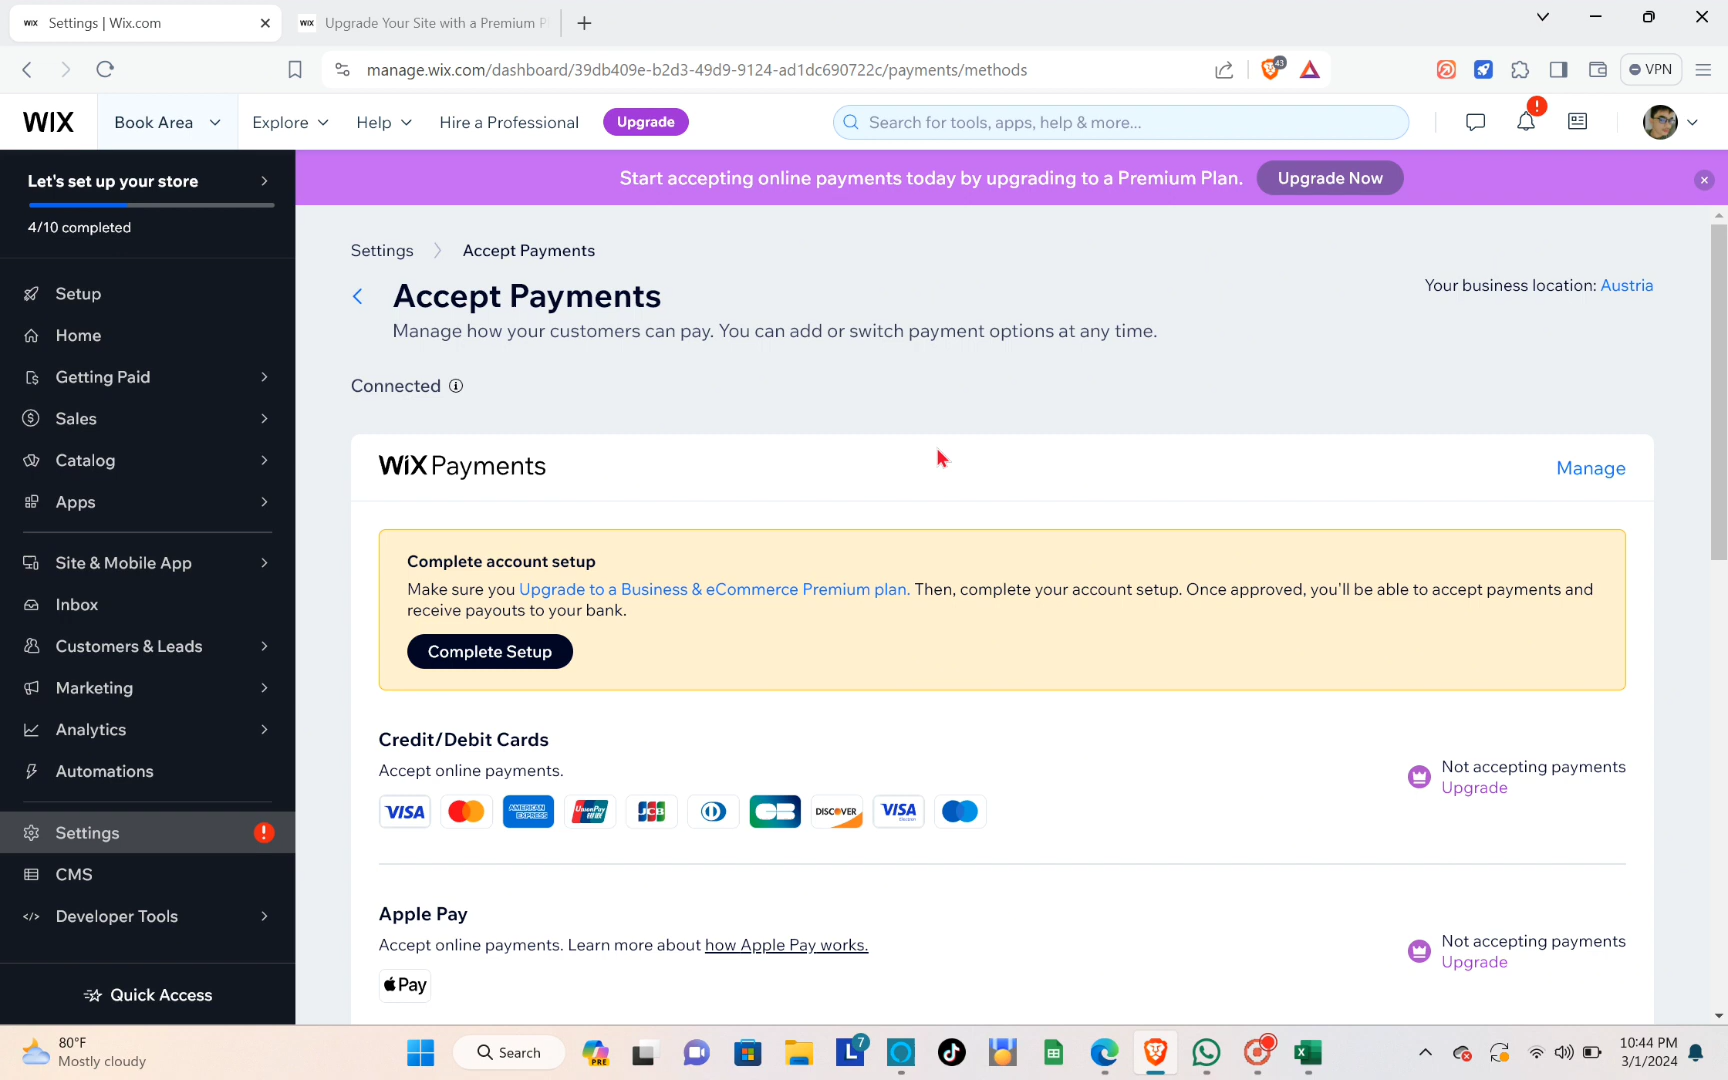 WIX Settings | Wix.com
WIX Upgrade Your Site with a Premium P
manage.wix.com/dashboard/39db409e-b2d3-49d9-9124-ad1dc690722c/payments/methods
43
VPN
WIX
Book Area
Explore
Help
Hire a Professional
Upgrade
Search for tools, apps, help & more...
!
Let's set up your store
4/10 completed
Start accepting online payments today by upgrading to a Premium Plan.
Upgrade Now
Setup
Home
Getting Paid
Sales
Catalog
Apps
Site & Mobile App
Inbox
Customers & Leads
Marketing
Analytics
Automations
Settings
!
CMS
Developer Tools
Quick Access
Settings > Accept Payments
Accept Payments
Your business location: Austria
Manage how your customers can pay. You can add or switch payment options at any time.
Connected
WIX Payments
Manage
Complete account setup
Make sure you Upgrade to a Business & eCommerce Premium plan. Then, complete your account setup. Once approved, you'll be able to accept payments and
receive payouts to your bank.
Complete Setup
Credit/Debit Cards
Accept online payments.
VISA
AMERICAN EXPRESS
UnionPay
JCB
CB
DISCOVER
VISA Electron
Not accepting payments
Upgrade
Apple Pay
Accept online payments. Learn more about how Apple Pay works.
Pay
Not accepting payments
Upgrade
80°F
Mostly cloudy
Search
PRE
L
7
X
10:44 PM
3/1/2024